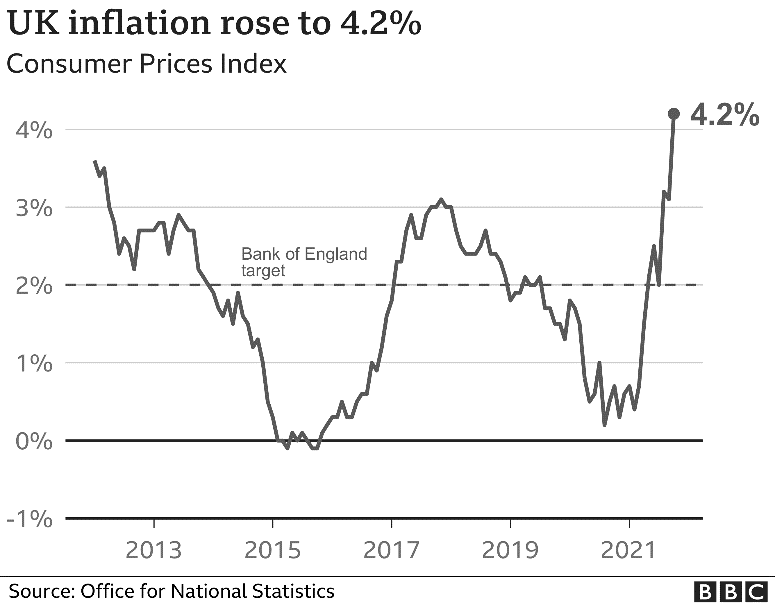 UK inflation rose to 4.2%
Consumer Prices Index
4%
4.2%
3%
Bank of England
target
2%
1%
0%
-1%
2013 2015 2017 2019 2021
Source: Office for National Statistics
BBC